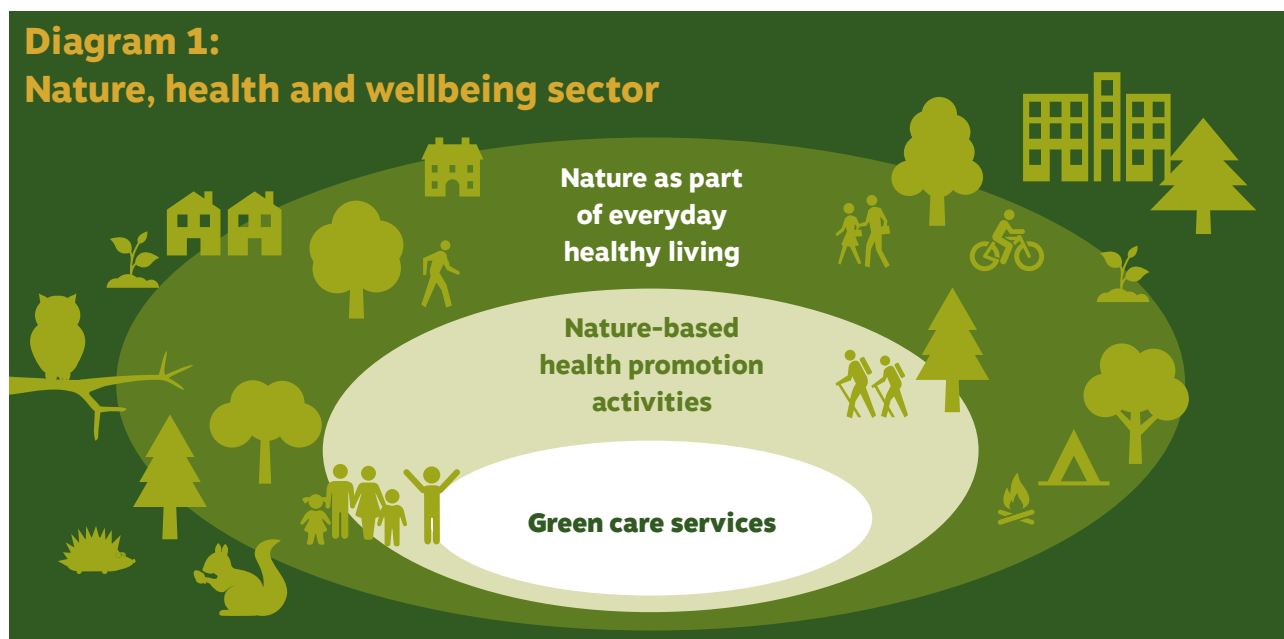 Diagram 1:
Nature, health and wellbeing sector
Nature as part
of everyday
healthy living
Nature-based
health promotion
activities
Green care services